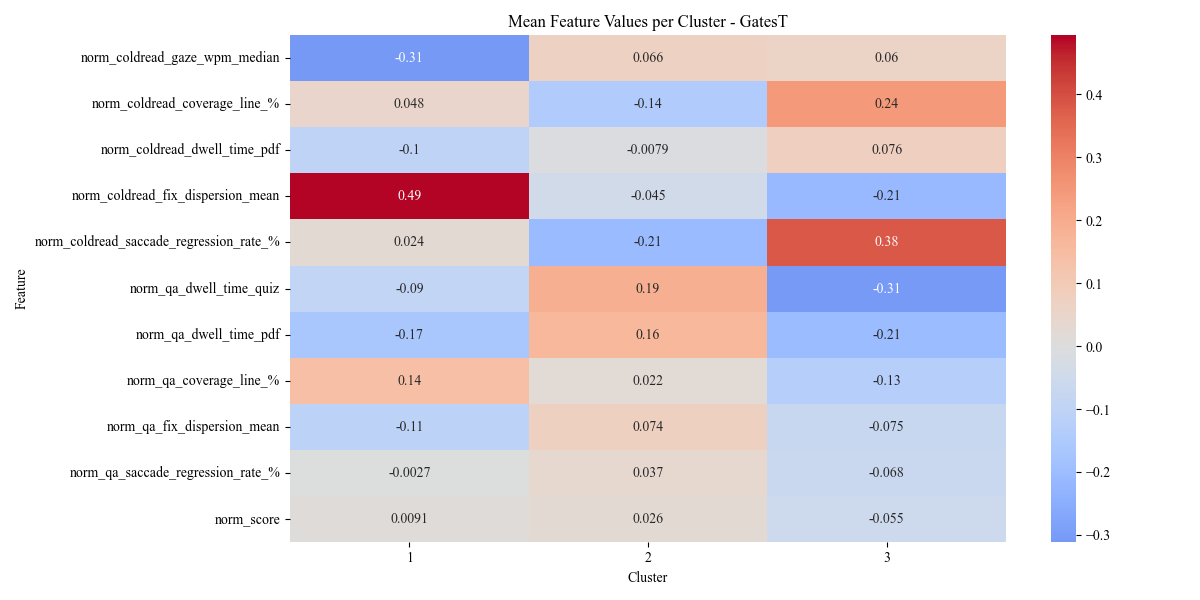 Mean Feature Values per Cluster - GatesT
norm_coldread_gaze_wpm_median -0.31 0.066 0.06
norm_coldread_coverage_line_% 0.048 -0.14 0.24
norm_coldread_dwell_time_pdf -0.1 -0.0079 0.076
norm_coldread_fix_dispersion_mean 0.49 -0.045 -0.21
norm_coldread_saccade_regression_rate_% 0.024 -0.21 0.38
norm_qa_dwell_time_quiz -0.09 0.19 -0.31
norm_qa_dwell_time_pdf -0.17 0.16 -0.21
norm_qa_coverage_line_% 0.14 0.022 -0.13
norm_qa_fix_dispersion_mean -0.11 0.074 -0.075
norm_qa_saccade_regression_rate_% -0.0027 0.037 -0.068
norm_score 0.0091 0.026 -0.055
Feature
1 2 3
Cluster
0.4
0.3
0.2
0.1
0.0
−0.1
−0.2
−0.3